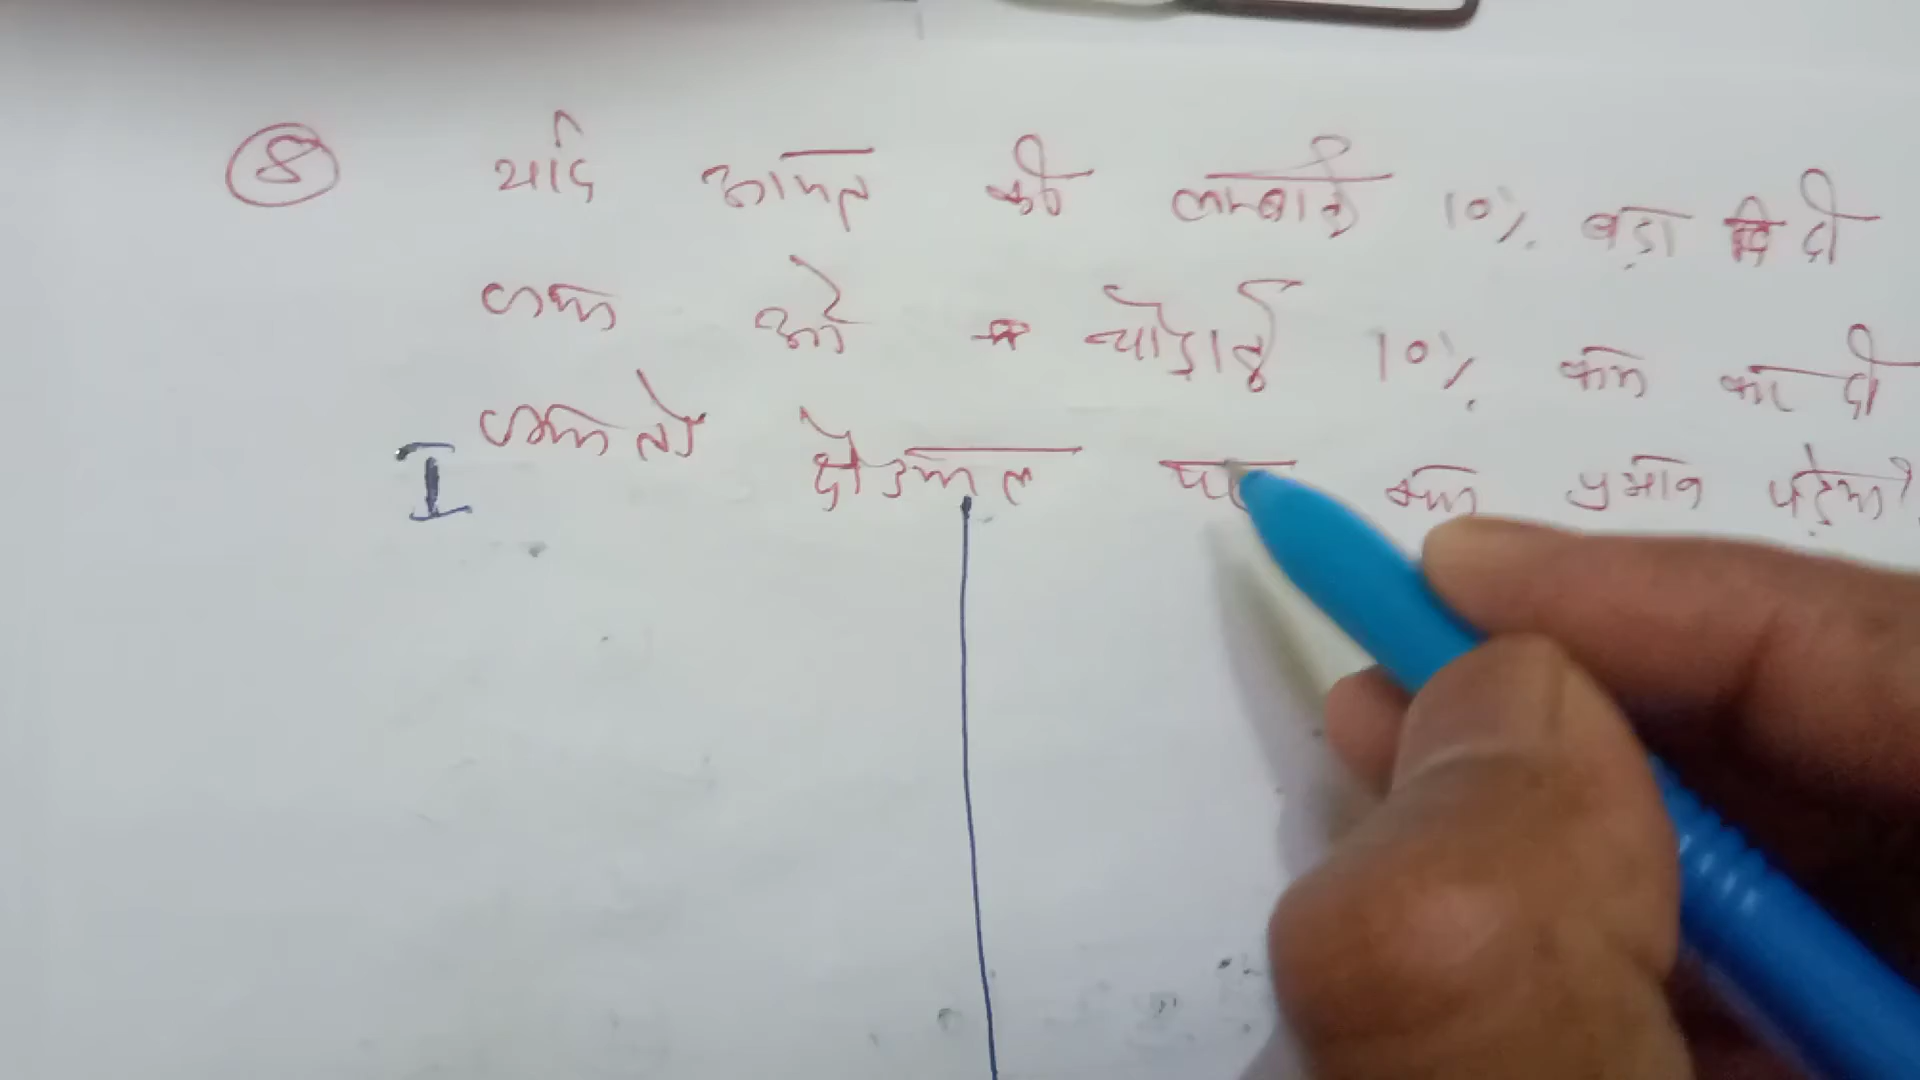 8 यदि आयत की लम्बाई 10% बढ़ा दी
जाय और चौड़ाई 10% कम कर दी
जाय तो क्षेत्रफल पर क्या प्रभाव पड़ेगा
I